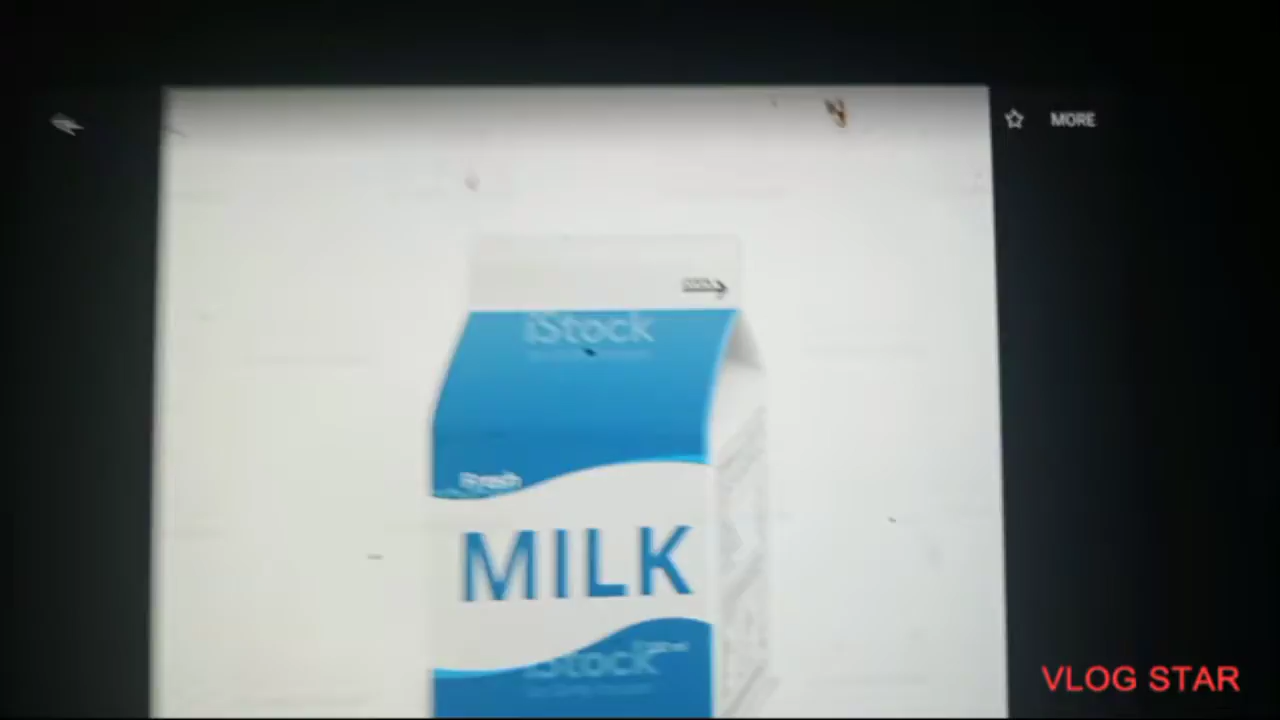 MORE
iStock
Fresh
MILK
iStock
VLOG STAR